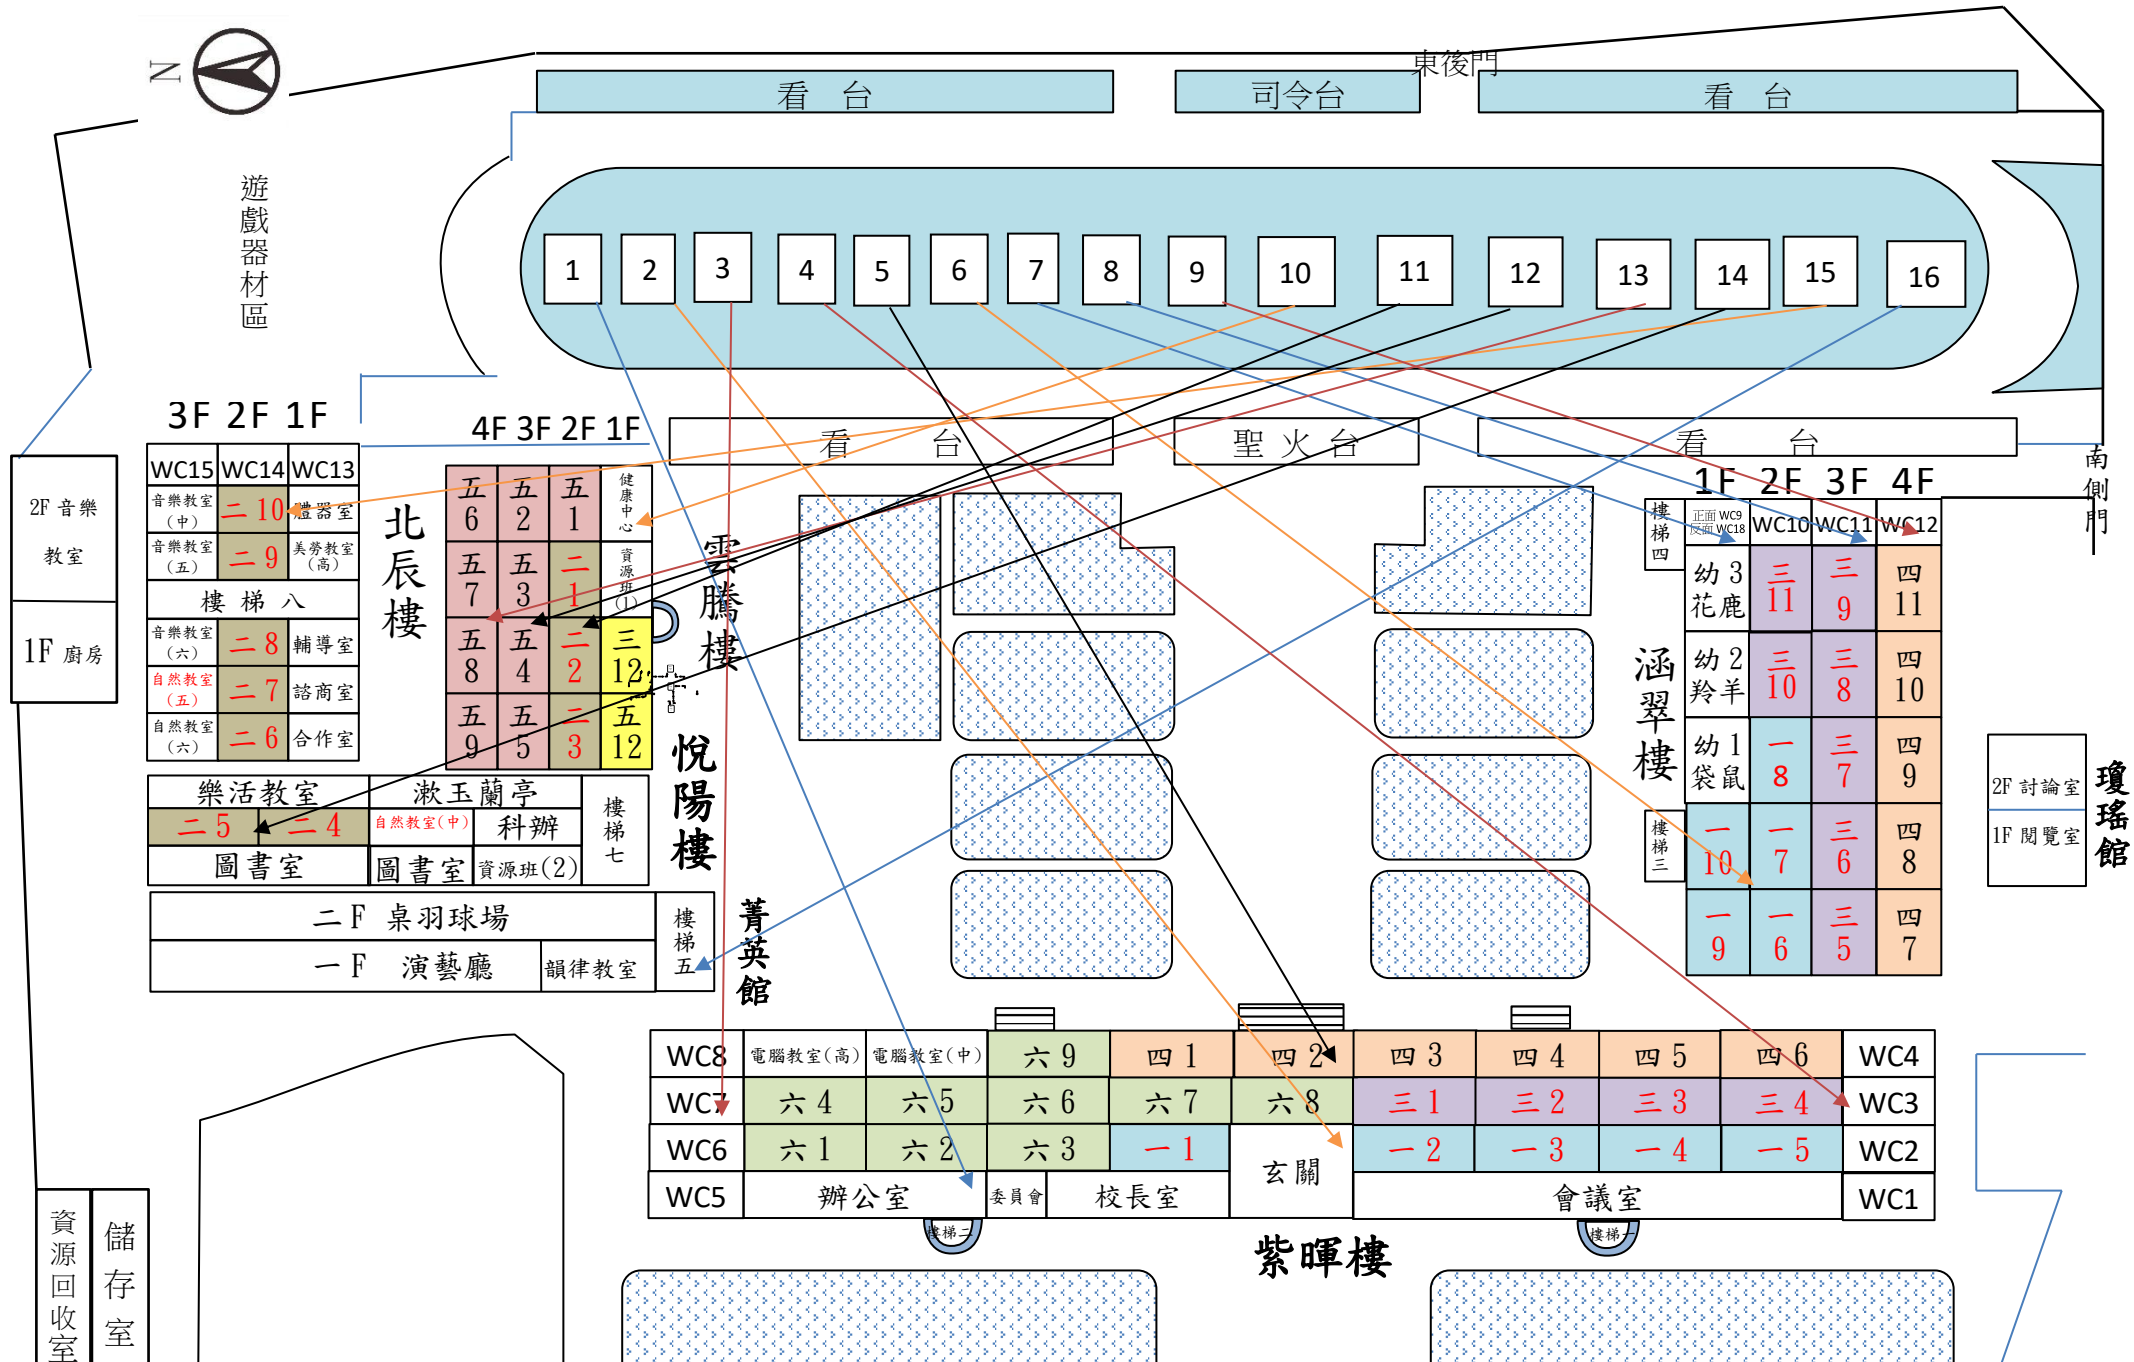 N
東後門
看 台
司令台
看 台
遊戲器材區
1 2 3 4 5 6 7 8 9 10 11 12 13 14 15 16
看 台
聖火台
看 台
南側門
3F 2F 1F
WC15 WC14 WC13
音樂教室(中) 二10 體器室
音樂教室(五) 二9 美勞教室(高)
樓梯八
音樂教室(六) 二8 輔導室
自然教室(五) 二7 諮商室
自然教室(六) 二6 合作室
2F 音樂教室
1F 廚房
北辰樓
4F 3F 2F 1F
五6 五2 五1 健康中心
五7 五3 二1 資源班(1)
五8 五4 二2 三12
五9 五5 二3 五12
雲騰樓
樂活教室 漱玉蘭亭 樓梯七
二5 二4 自然教室(中) 科辦
圖書室 圖書室 資源班(2)
悅陽樓
二F 桌羽球場
一F 演藝廳 韻律教室
樓梯五
菁英館
1F 2F 3F 4F
樓梯四
正面 WC9
反面 WC18
WC10 WC11 WC12
幼3花鹿 三11 三9 四11
幼2羚羊 三10 三8 四10
幼1袋鼠 一8 三7 四9
樓梯三
一10 一7 三6 四8
一9 一6 三5 四7
涵翠樓
2F 討論室
1F 閱覽室
瓊瑤館
WC8 電腦教室(高) 電腦教室(中) 六9 四1 四2 四3 四4 四5 四6 WC4
WC7 六4 六5 六6 六7 六8 三1 三2 三3 三4 WC3
WC6 六1 六2 六3 一1 玄關 一2 一3 一4 一5 WC2
WC5 辦公室 委員會 校長室 會議室 WC1
樓梯二
樓梯一
紫暉樓
資源回收室
儲存室